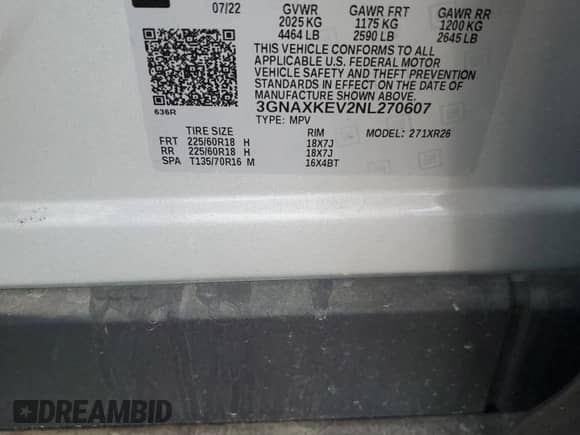 07/22 GVWR GAWR FRT GAWR RR
2025 KG 1175 KG 1200 KG
4464 LB 2590 LB 2645 LB
THIS VEHICLE CONFORMS TO ALL
APPLICABLE U.S. FEDERAL MOTOR
VEHICLE SAFETY AND THEFT PREVENTION
STANDARDS IN EFFECT ON THE DATE OF
MANUFACTURE SHOWN ABOVE.
3GNAXKEV2NL270607
636R
TYPE: MPV
TIRE SIZE RIM MODEL: 271XR26
FRT 225/60R18 H 18X7J
RR 225/60R18 H 18X7J
SPA T135/70R16 M 16X4BT
DREAMBID